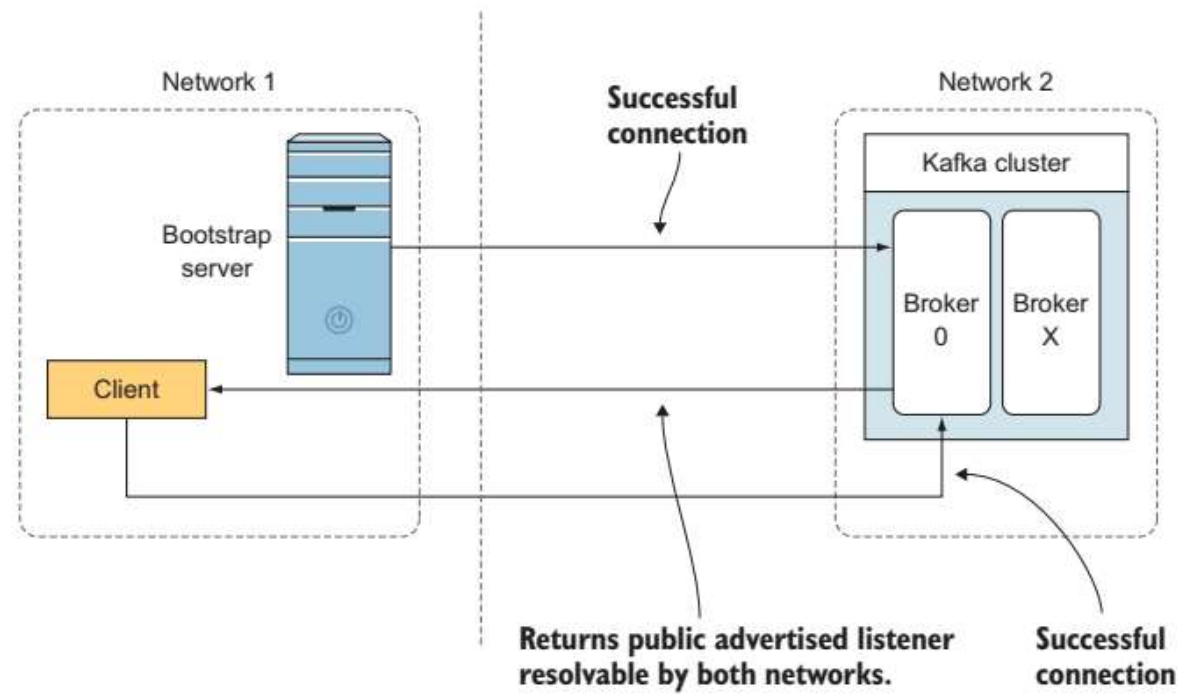 Network 1
Network 2
Successful
connection
Kafka cluster
Bootstrap
server
Broker
0
Broker
X
Client
Returns public advertised listener
resolvable by both networks.
Successful
connection